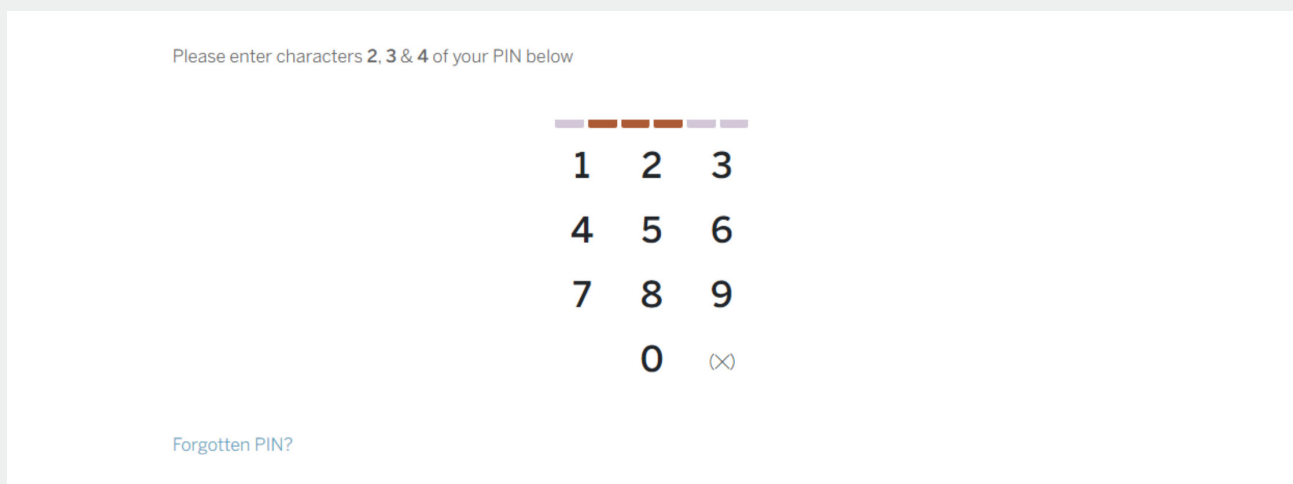 Please enter characters 2, 3 & 4 of your PIN below
1 2 3
4 5 6
7 8 9
0 (×)
Forgotten PIN?